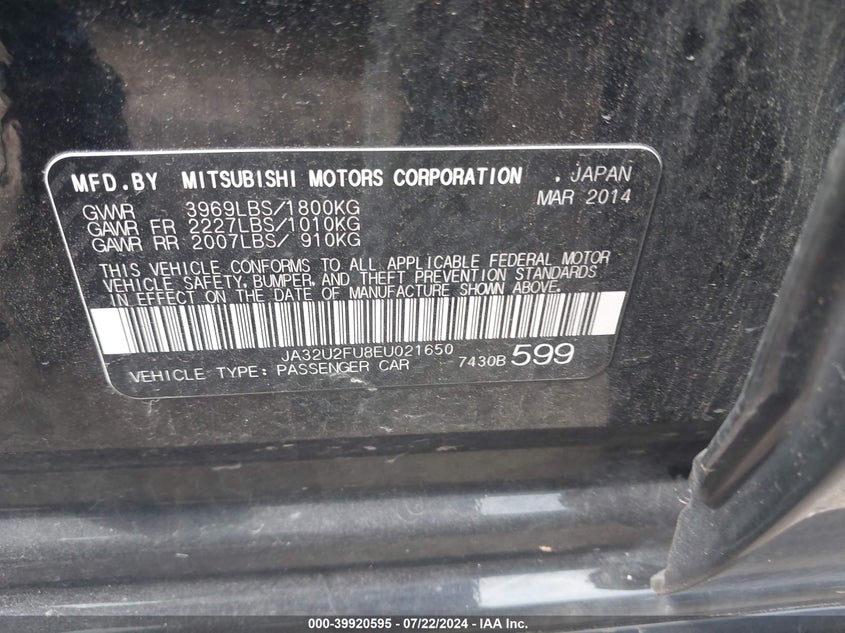 MFD.BY MITSUBISHI MOTORS CORPORATION . JAPAN
MAR 2014
GVWR 3969LBS/1800KG
GAWR FR 2227LBS/1010KG
GAWR RR 2007LBS/ 910KG
THIS VEHICLE CONFORMS TO ALL APPLICABLE FEDERAL MOTOR
VEHICLE SAFETY, BUMPER, AND THEFT PREVENTION STANDARDS
IN EFFECT ON THE DATE OF MANUFACTURE SHOWN ABOVE.
JA32U2FU8EU021650
VEHICLE TYPE: PASSENGER CAR 7430B 599
000-39920595 - 07/22/2024 - IAA Inc.